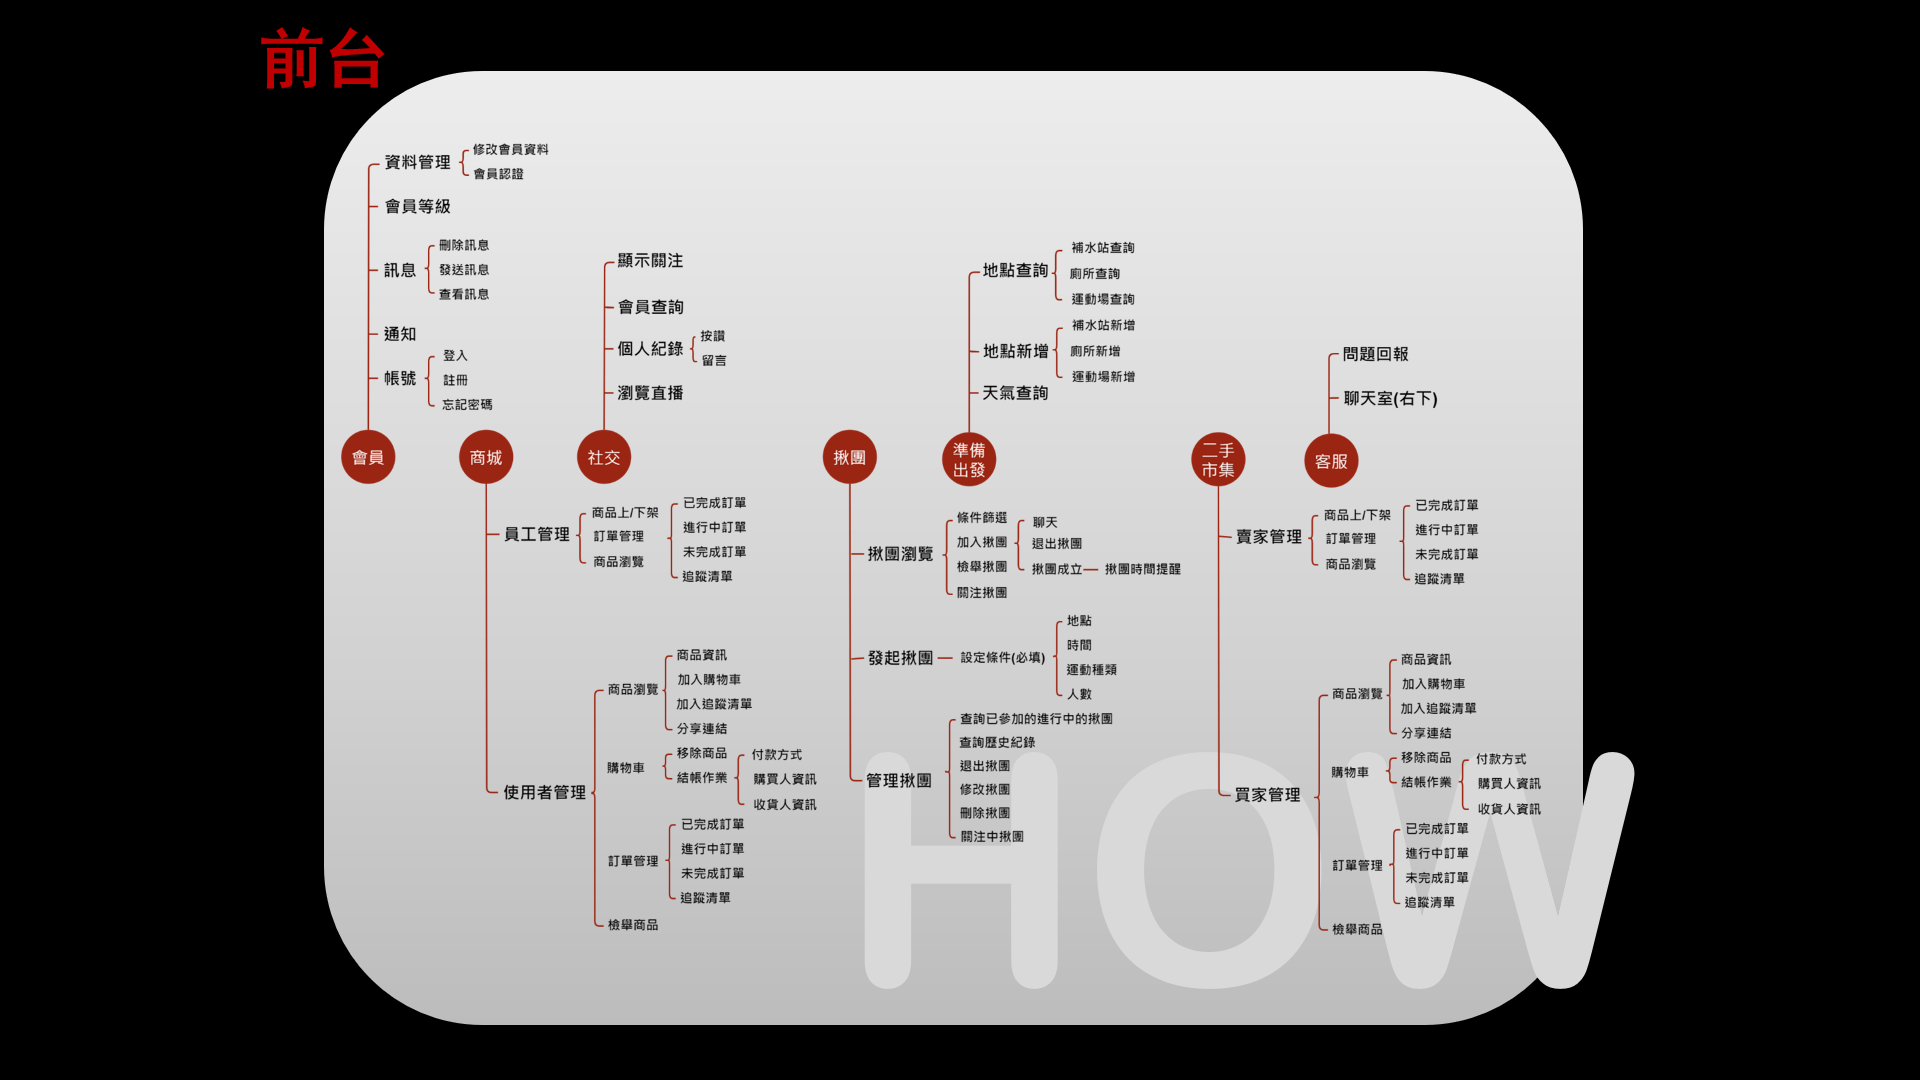 前台
資料管理
修改會員資料
會員認證
會員等級
訊息
刪除訊息
發送訊息
查看訊息
通知
帳號
登入
註冊
忘記密碼
會員
商城
員工管理
商品上/下架
訂單管理
商品瀏覽
已完成訂單
進行中訂單
未完成訂單
追蹤清單
使用者管理
商品瀏覽
商品資訊
加入購物車
加入追蹤清單
分享連結
購物車
移除商品
結帳作業
付款方式
購買人資訊
收貨人資訊
訂單管理
已完成訂單
進行中訂單
未完成訂單
追蹤清單
檢舉商品
顯示關注
會員查詢
個人紀錄
按讚
留言
瀏覽直播
社交
揪團
揪團瀏覽
條件篩選
加入揪團
檢舉揪團
關注揪團
聊天
退出揪團
揪團成立
揪團時間提醒
發起揪團
設定條件(必填)
地點
時間
運動種類
人數
管理揪團
查詢已參加的進行中的揪團
查詢歷史紀錄
退出揪團
修改揪團
刪除揪團
關注中揪團
地點查詢
補水站查詢
廁所查詢
運動場查詢
地點新增
補水站新增
廁所新增
運動場新增
天氣查詢
準備
出發
二手
市集
賣家管理
商品上/下架
訂單管理
商品瀏覽
已完成訂單
進行中訂單
未完成訂單
追蹤清單
買家管理
商品瀏覽
商品資訊
加入購物車
加入追蹤清單
分享連結
購物車
移除商品
結帳作業
付款方式
購買人資訊
收貨人資訊
訂單管理
已完成訂單
進行中訂單
未完成訂單
追蹤清單
檢舉商品
問題回報
聊天室(右下)
客服
HOW